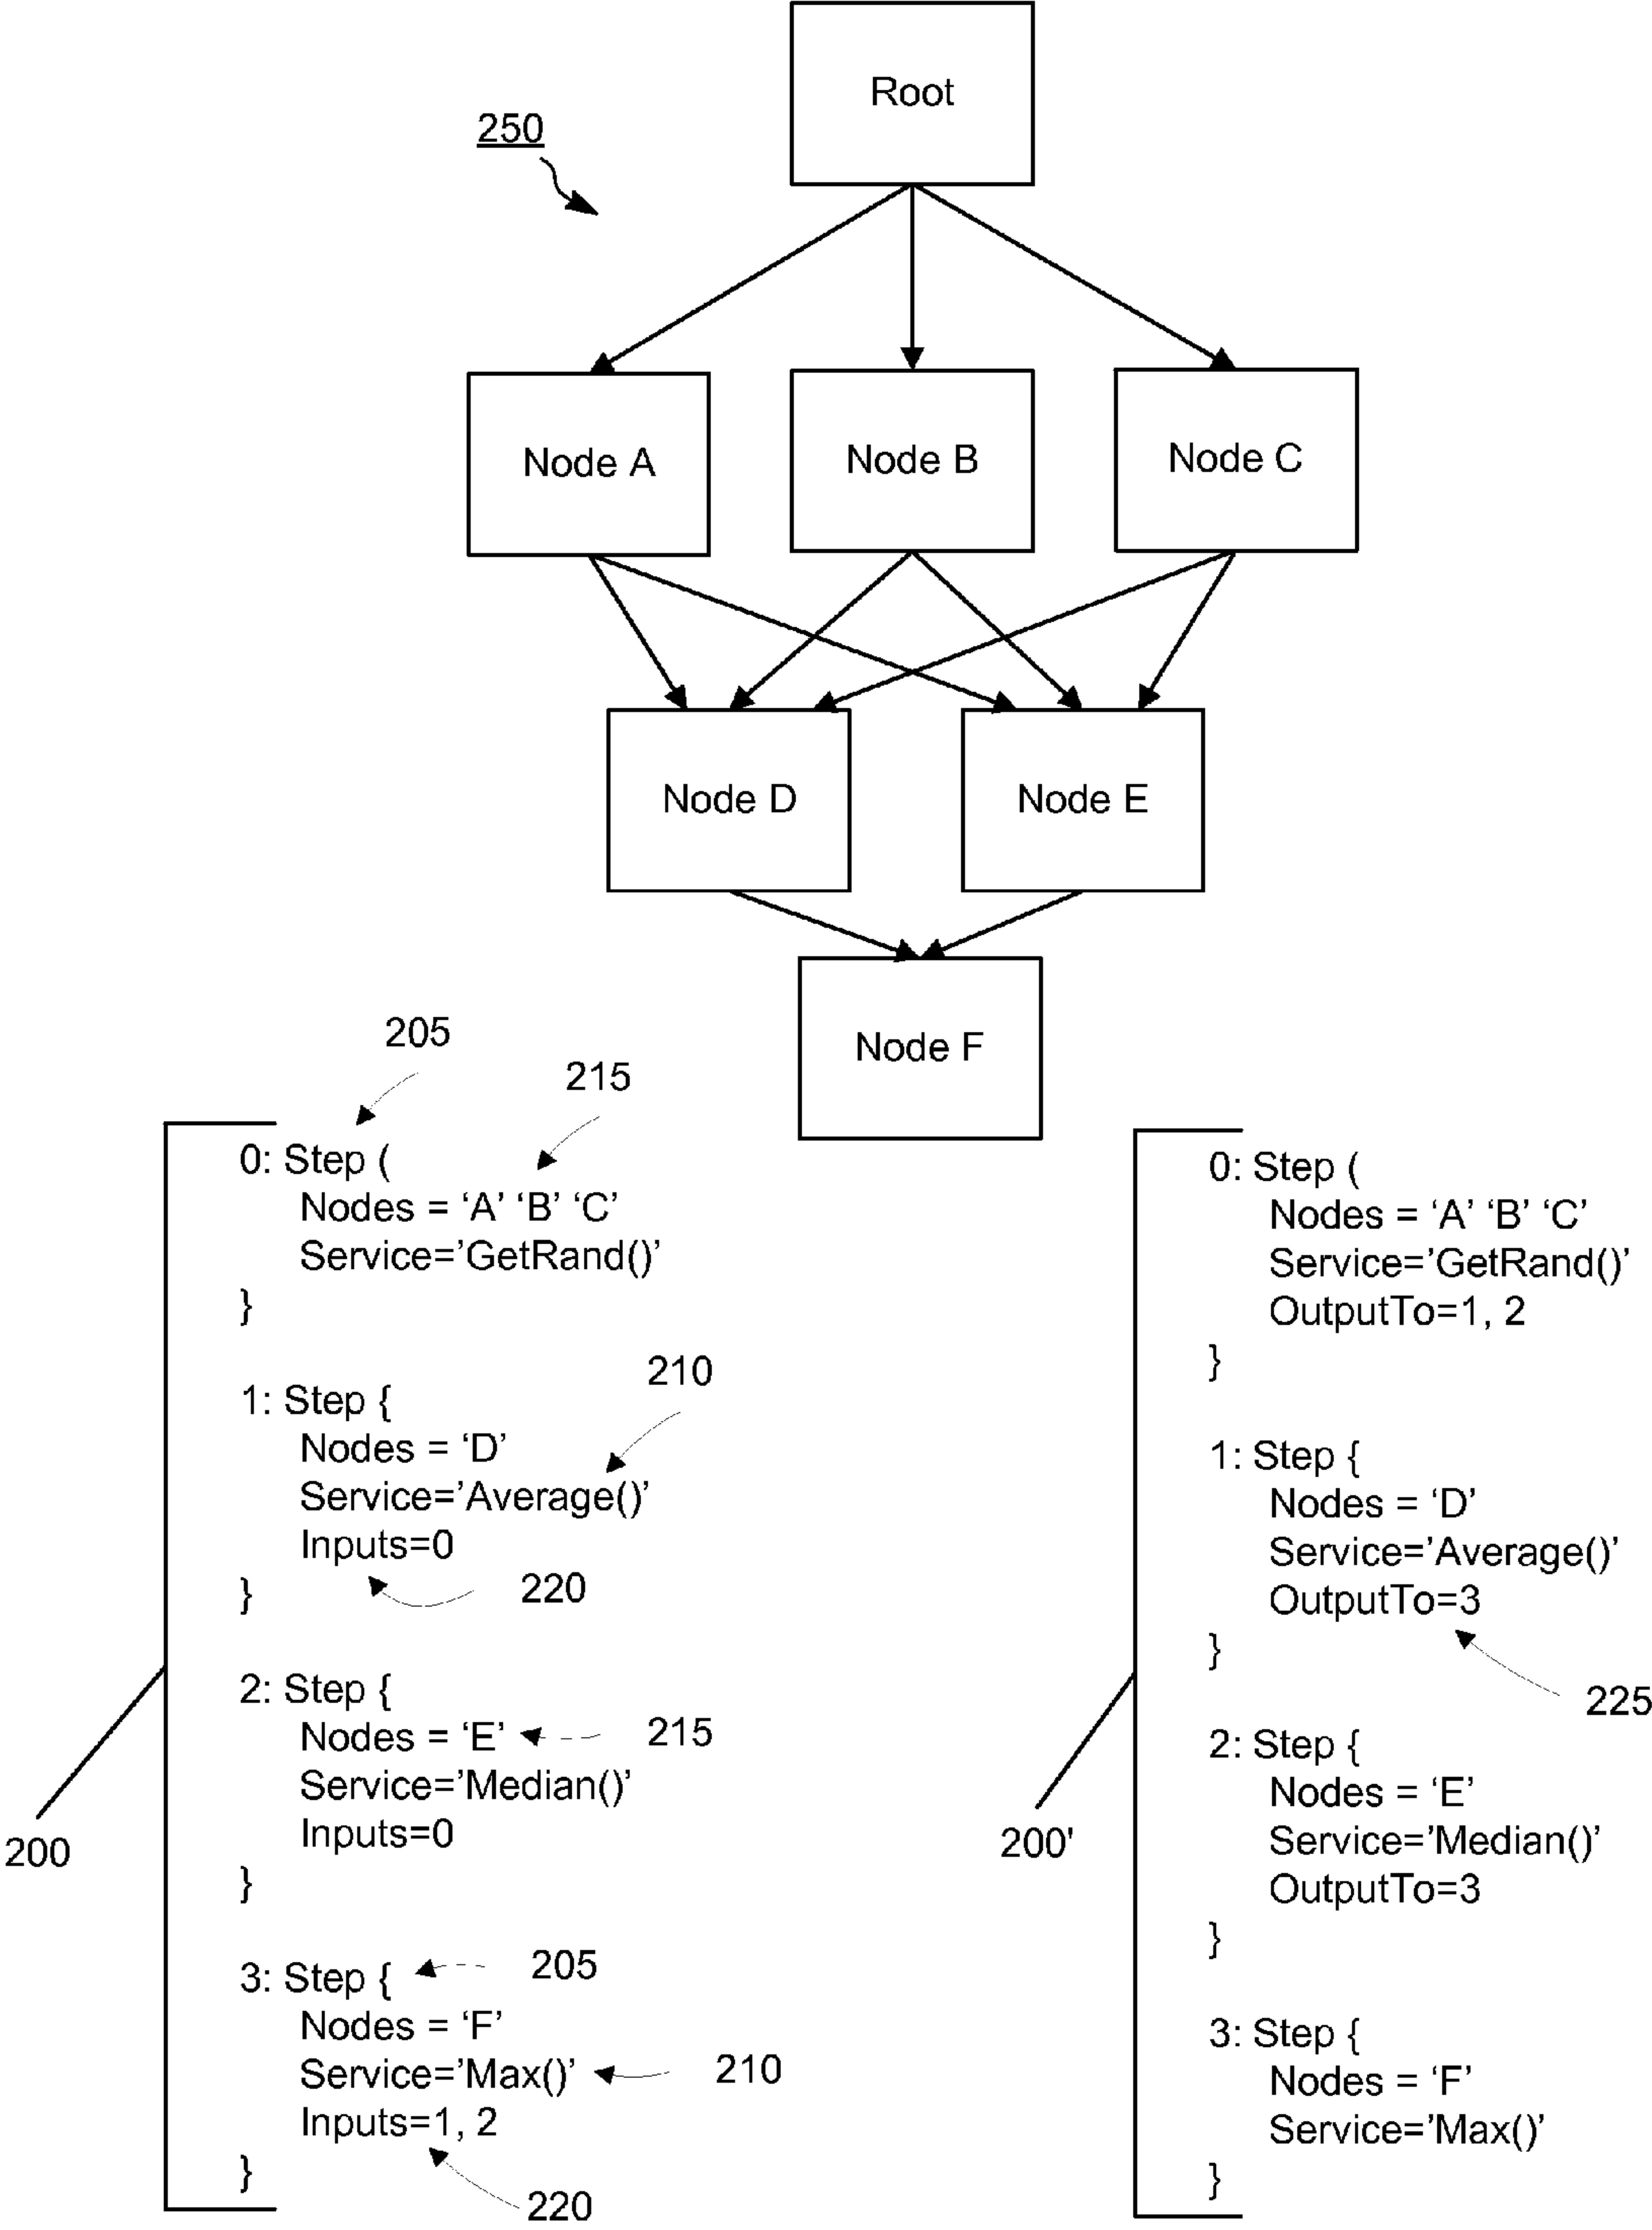 Root
250
Node A
Node B
Node C
Node D
Node E
Node F
205
215
0: Step (
Nodes = ‘A’ ‘B’ ‘C’
Service=’GetRand()’
}
210
1: Step {
Nodes = ‘D’
Service=’Average()’
Inputs=0
}
220
2: Step {
Nodes = ‘E’
215
Service=’Median()’
Inputs=0
}
200
3: Step {
205
Nodes = ‘F’
Service=’Max()’
210
Inputs=1, 2
}
220
0: Step (
Nodes = ‘A’ ‘B’ ‘C’
Service=’GetRand()’
OutputTo=1, 2
}
1: Step {
Nodes = ‘D’
Service=’Average()’
OutputTo=3
}
225
2: Step {
Nodes = ‘E’
Service=’Median()’
OutputTo=3
}
200'
3: Step {
Nodes = ‘F’
Service=’Max()’
}